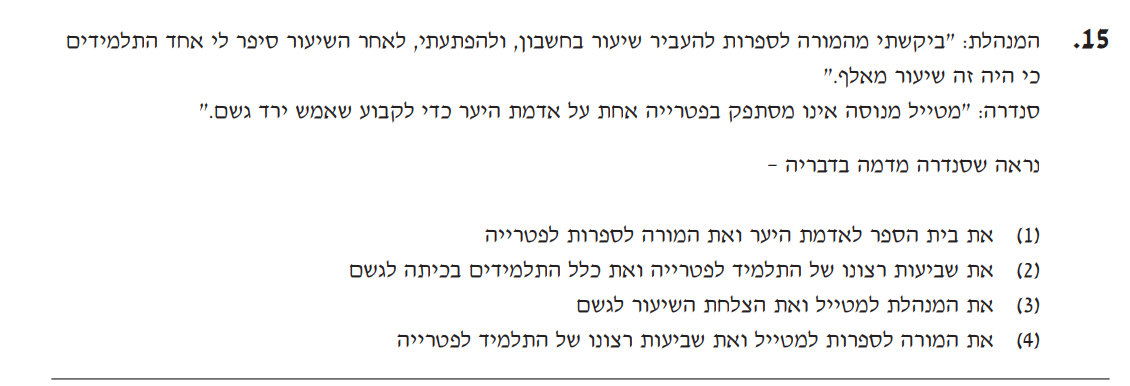 15. המנהלת: "ביקשתי מהמורה לספרות להעביר שיעור בחשבון, ולהפתעתי, לאחר השיעור סיפר לי אחד התלמידים
כי היה זה שיעור מאלף."
סנדרה: "מטייל מנוסה אינו מסתפק בפטרייה אחת על אדמת היער כדי לקבוע שאמש ירד גשם."
נראה שסנדרה מדמה בדבריה –
(1) את בית הספר לאדמת היער ואת המורה לספרות לפטרייה
(2) את שביעות רצונו של התלמיד לפטרייה ואת כלל התלמידים בכיתה לגשם
(3) את המנהלת למטייל ואת הצלחת השיעור לגשם
(4) את המורה לספרות למטייל ואת שביעות רצונו של התלמיד לפטרייה